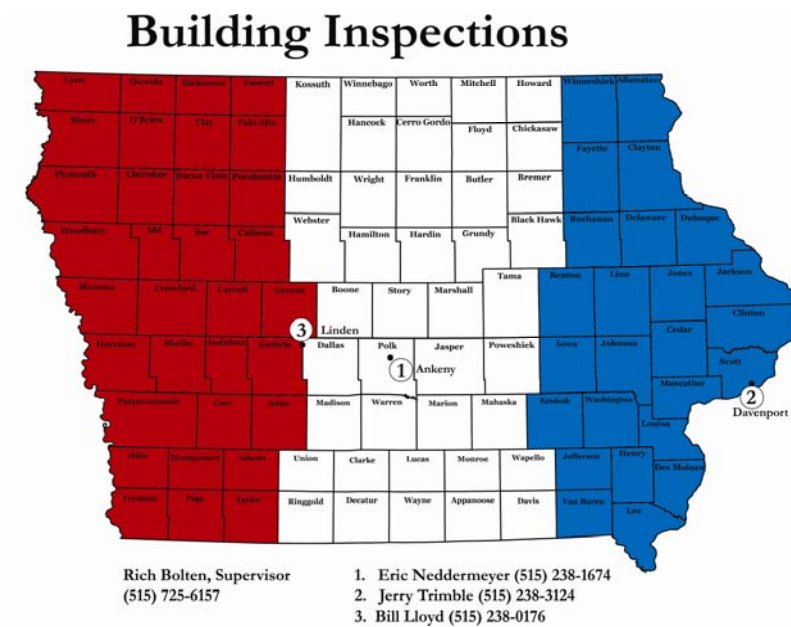 Building Inspections
Lyon Osceola Dickinson Emmet Kossuth Winnebago Worth Mitchell Howard Winneshiek Allamakee
Sioux O'Brien Clay Palo Alto Hancock Cerro Gordo Floyd Chickasaw
Fayette Clayton
Plymouth Cherokee Buena Vista Pocahontas Humboldt Wright Franklin Butler Bremer
Webster Black Hawk Buchanan Delaware Dubuque
Woodbury Ida Sac Calhoun Hamilton Hardin Grundy
Tama Benton Linn Jones Jackson
Monona Crawford Carroll Greene Boone Story Marshall
Clinton
3 Linden Cedar
Harrison Shelby Audubon Guthrie Dallas Polk Jasper Poweshiek Iowa Johnson
Scott
1 Ankeny
Muscatine 2
Pottawattamie Cass Adair Madison Warren Marion Mahaska Keokuk Washington Davenport
Louisa
Mills Montgomery Adams Union Clarke Lucas Monroe Wapello Jefferson Henry
Des Moines
Fremont Page Taylor Ringgold Decatur Wayne Appanoose Davis Van Buren
Lee
Rich Bolten, Supervisor
(515) 725-6157
1. Eric Neddermeyer (515) 238-1674
2. Jerry Trimble (515) 238-3124
3. Bill Lloyd (515) 238-0176